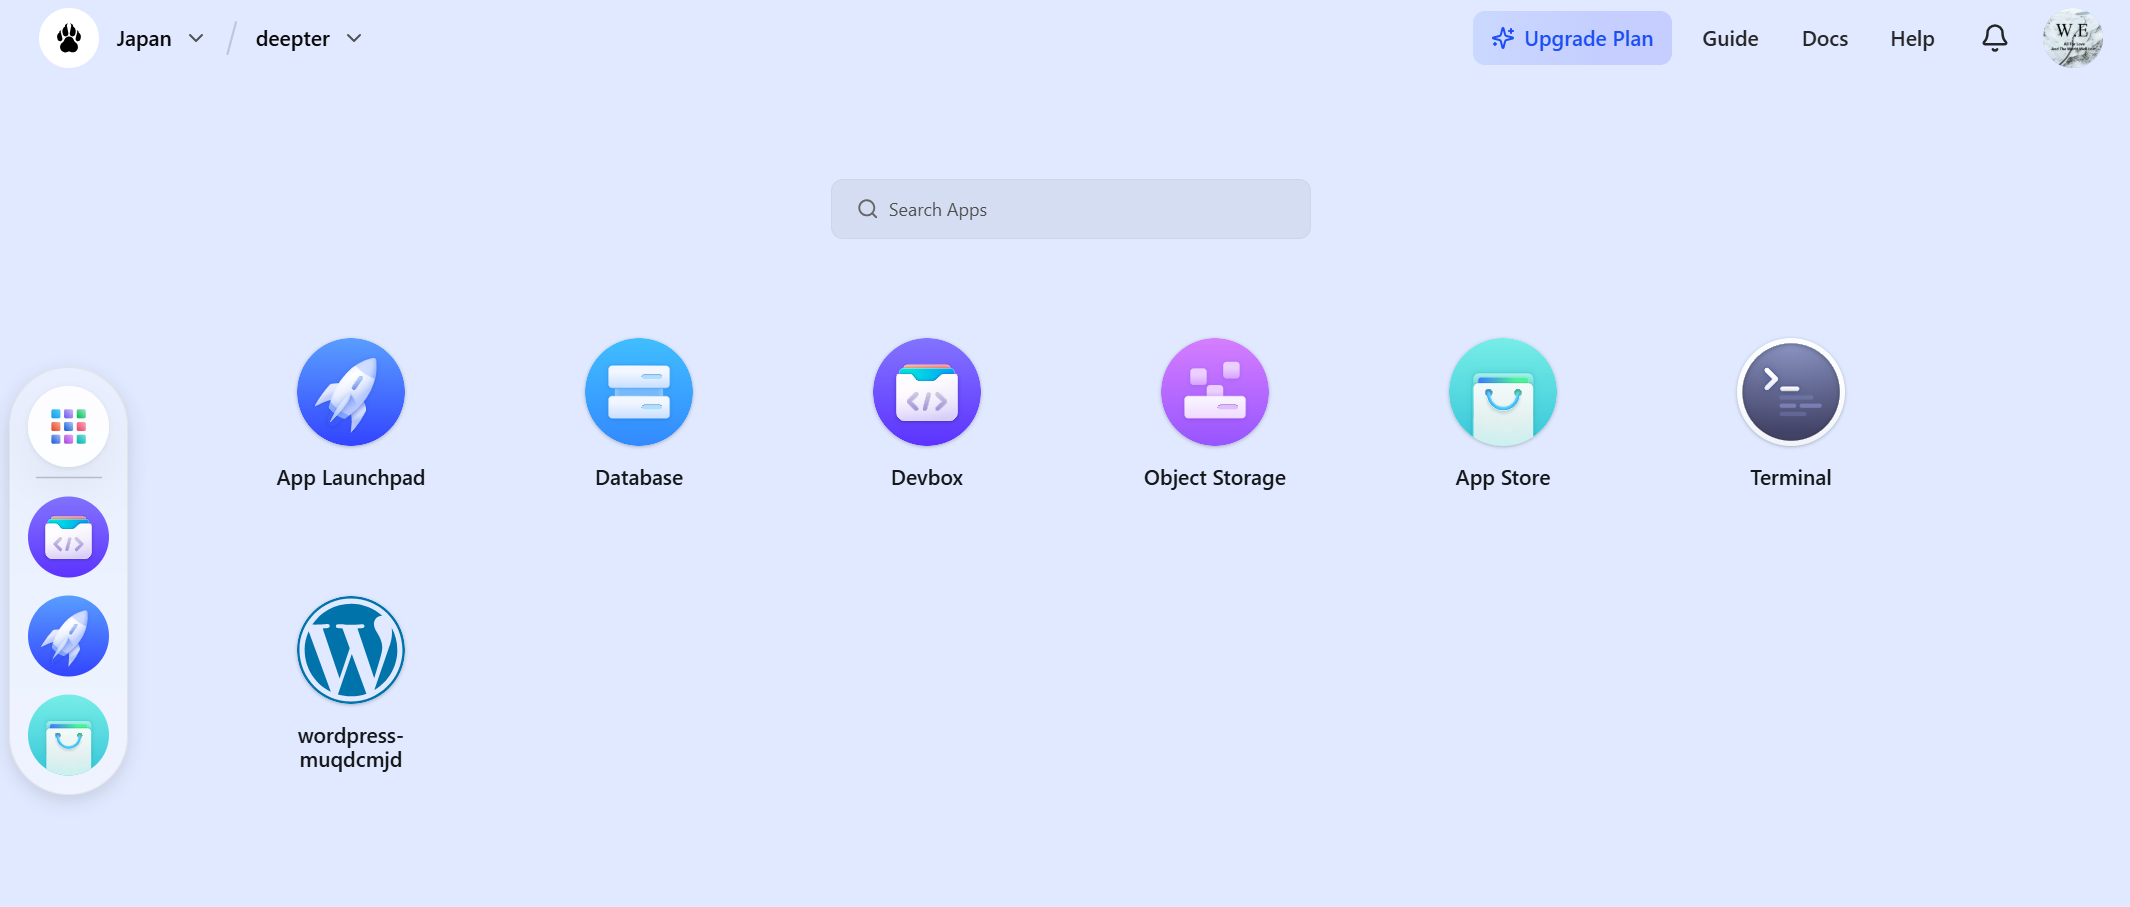 Japan
deepter
Upgrade Plan
Guide
Docs
Help
W.E
Search Apps
App Launchpad
Database
Devbox
Object Storage
App Store
Terminal
wordpress-
muqdcmjd